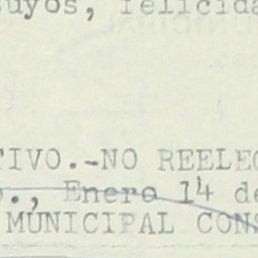 suyos, felicida
TIVO.-NO REELEC
o., Enero 14 de
MUNICIPAL CONS